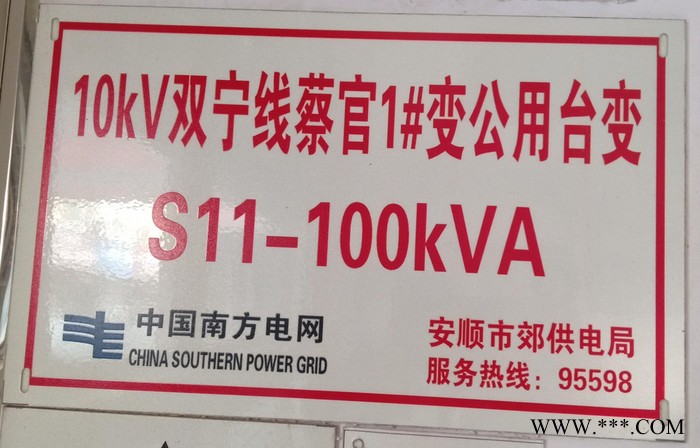 10kV双宁线蔡官1#变公用台变
S11-100kVA
中国南方电网
CHINA SOUTHERN POWER GRID
安顺市郊供电局
服务热线：95598
WWW.***.COM